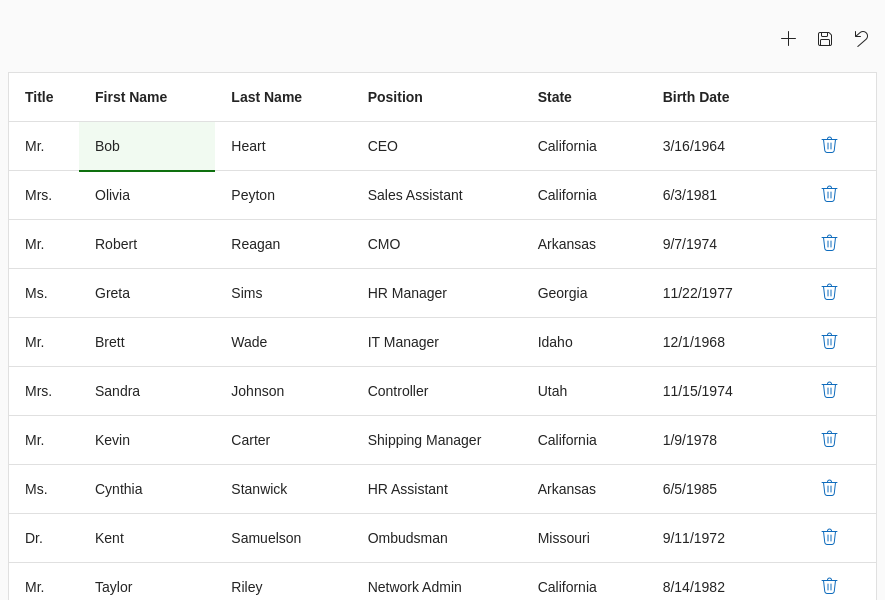 Title First Name Last Name Position State Birth Date
Mr. Bob Heart CEO California 3/16/1964
Mrs. Olivia Peyton Sales Assistant California 6/3/1981
Mr. Robert Reagan CMO Arkansas 9/7/1974
Ms. Greta Sims HR Manager Georgia 11/22/1977
Mr. Brett Wade IT Manager Idaho 12/1/1968
Mrs. Sandra Johnson Controller Utah 11/15/1974
Mr. Kevin Carter Shipping Manager California 1/9/1978
Ms. Cynthia Stanwick HR Assistant Arkansas 6/5/1985
Dr. Kent Samuelson Ombudsman Missouri 9/11/1972
Mr. Taylor Riley Network Admin California 8/14/1982